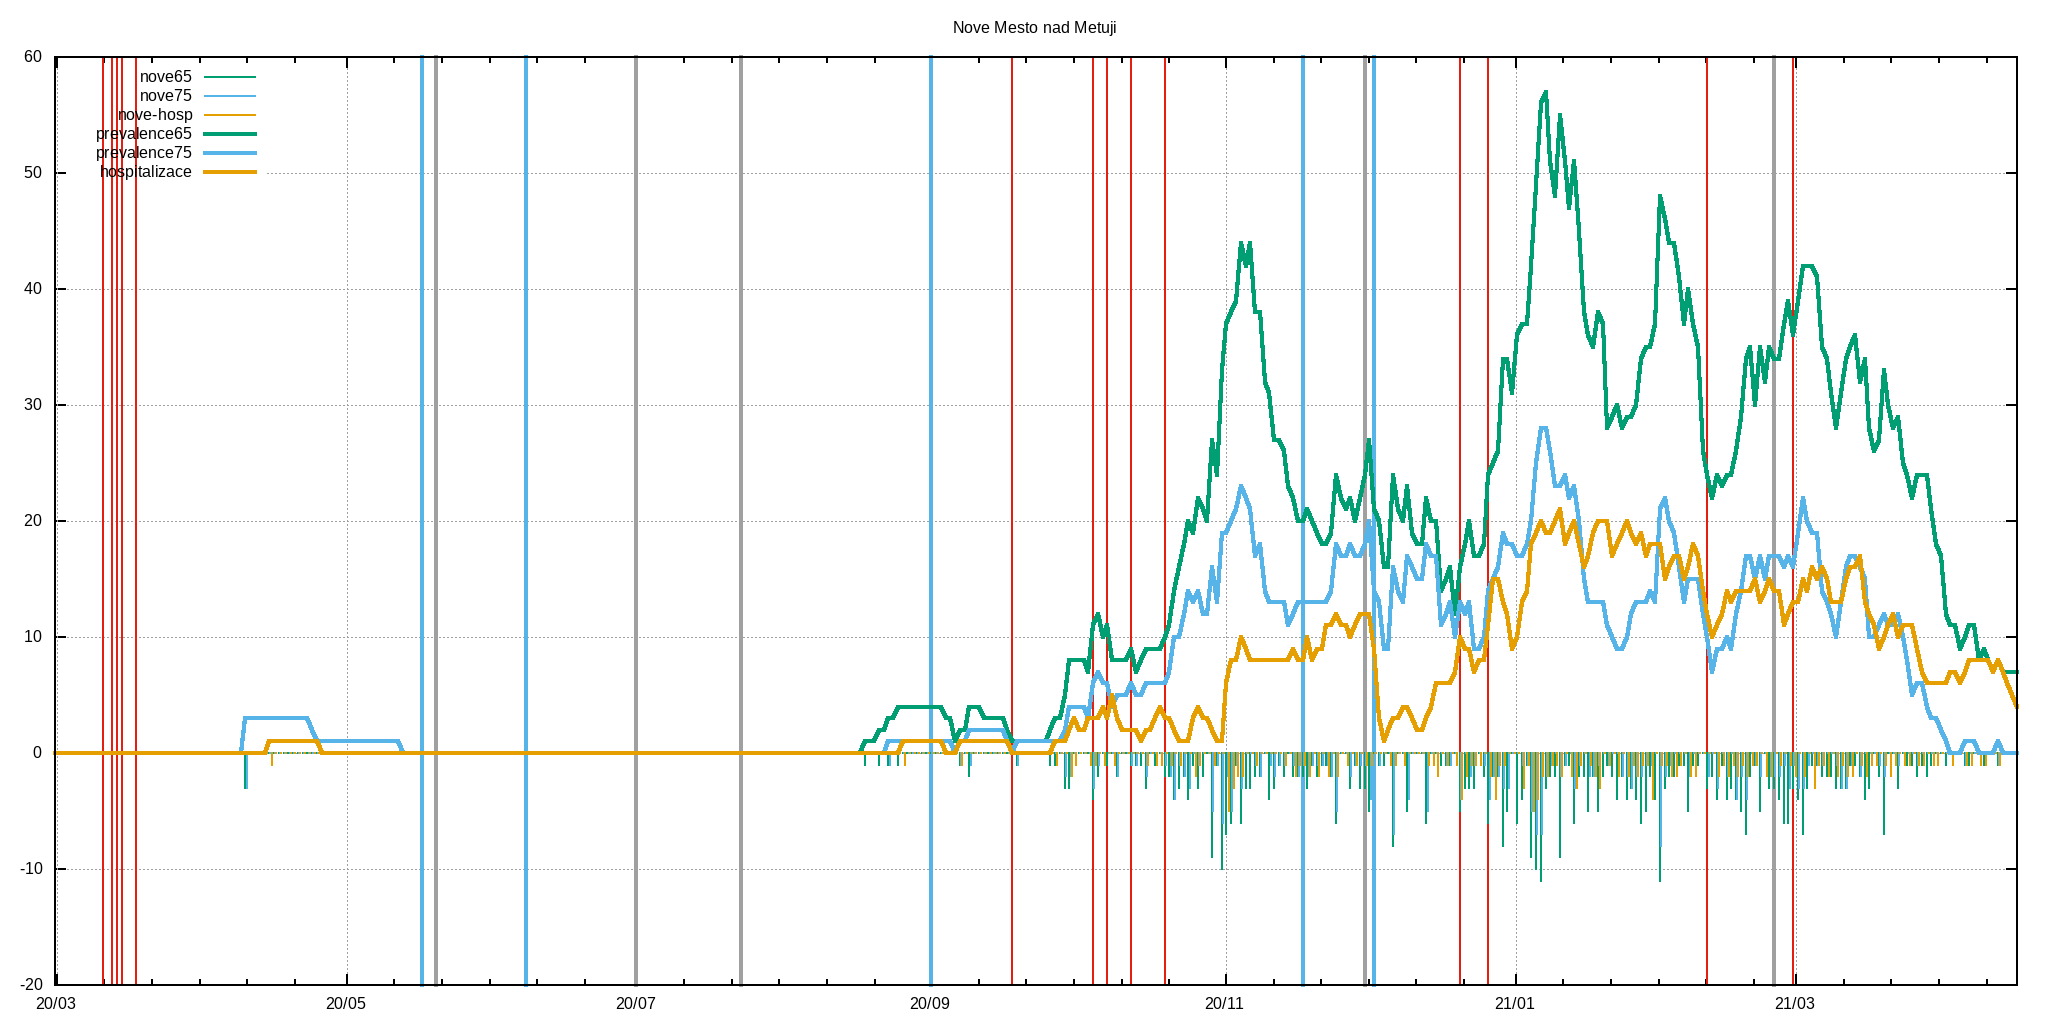 Nove Mesto nad Metuji
60
50
40
30
20
10
0
-10
-20
nove65
nove75
nove-hosp
prevalence65
prevalence75
hospitalizace
20/03 20/05 20/07 20/09 20/11 21/01 21/03